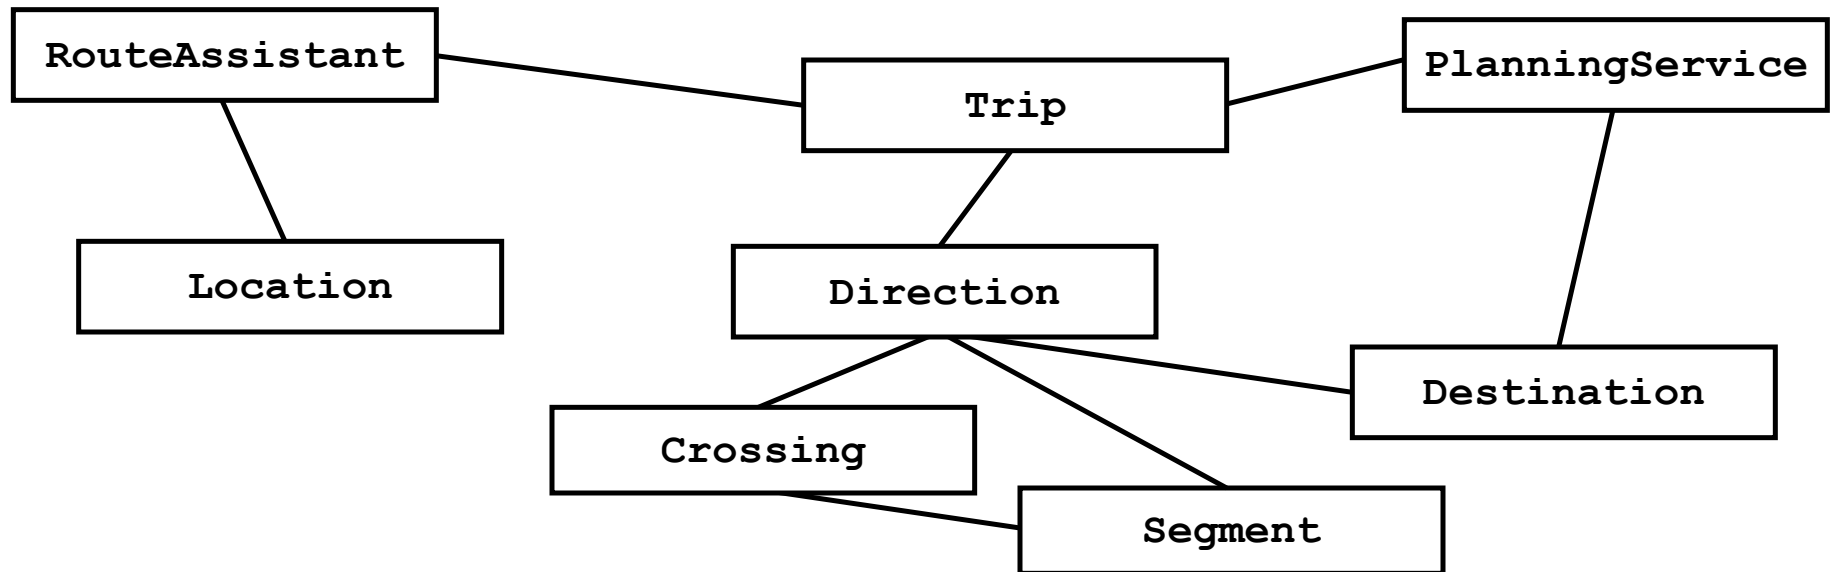 RouteAssistant
PlanningService
Trip
Location
Direction
Destination
Crossing
Segment